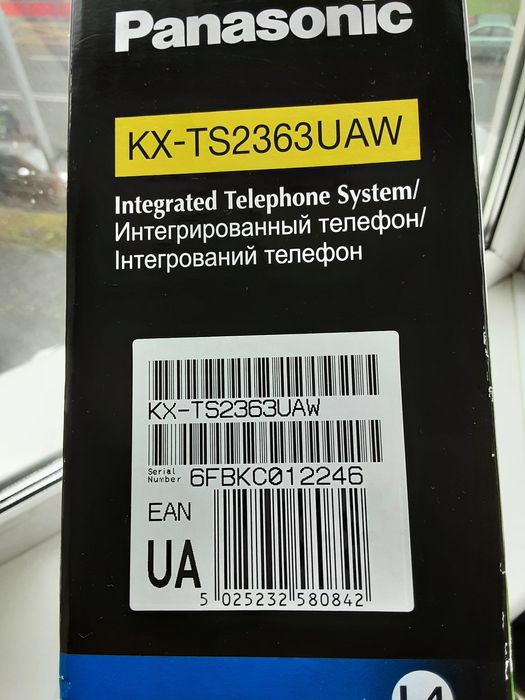 Panasonic
KX-TS2363UAW
Integrated Telephone System/
Интегрированный телефон/
Інтегрований телефон
KX-TS2363UAW
Serial
Number 6FBKC012246
EAN
UA
5 025232 580842